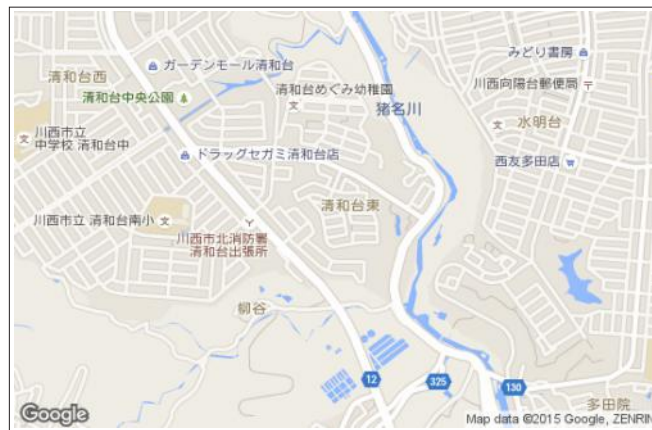 みどり書房
ガーデンモール清和台
清和台西
川西向陽台郵便局
清和台めぐみ幼稚園
清和台中央公園
猪名川
水明台
川西市立
中学校 清和台中
ドラッグセガミ清和台店
西友多田店
清和台東
川西市立 清和台南小
川西市北消防署
清和台出張所
柳谷
12
325
130
多田院
Google
Map data ©2015 Google, ZENRIN